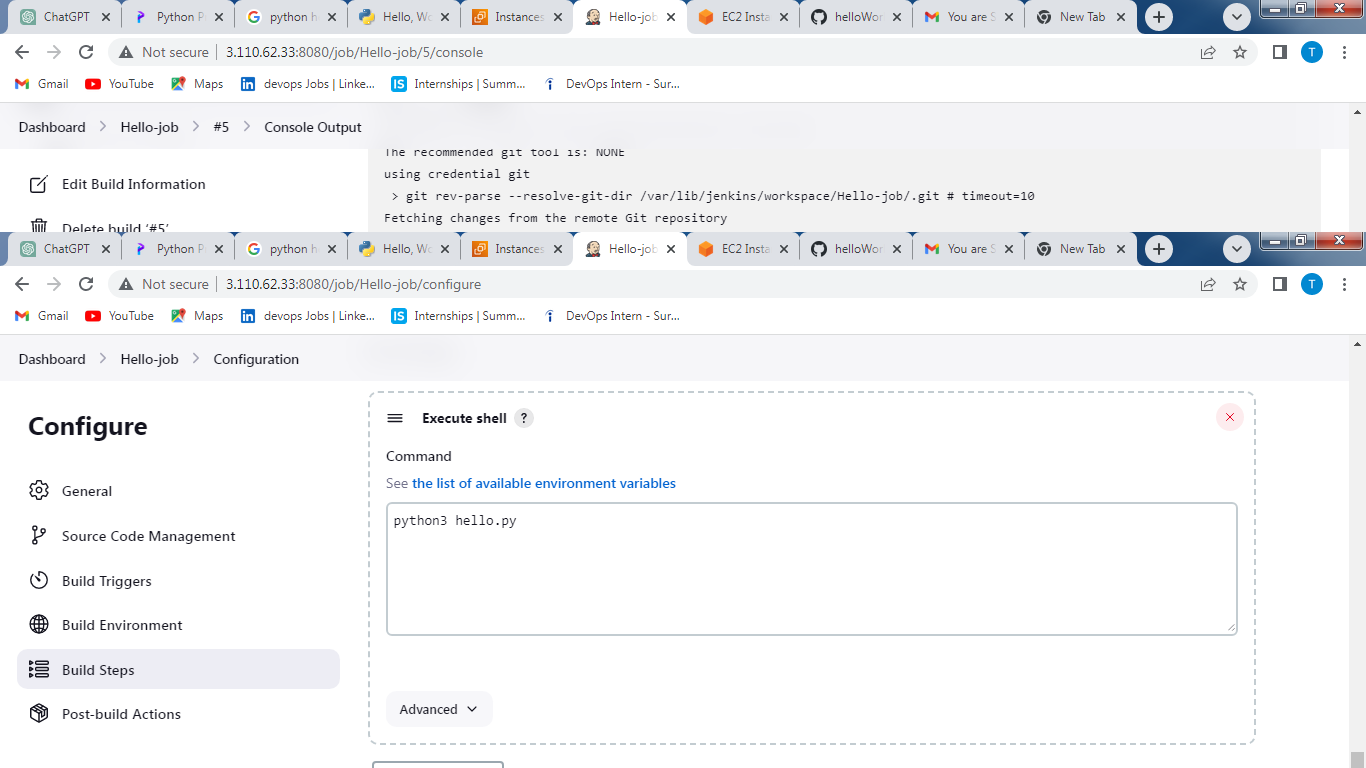 ChatGPT
Python P
python h
Hello, Wo
Instances
Hello-job
EC2 Insta
helloWor
You are S
New Tab
Not secure
3.110.62.33:8080/job/Hello-job/5/console
T
Gmail
YouTube
Maps
devops Jobs | Linke...
Internships | Summ...
DevOps Intern - Sur...
Dashboard
Hello-job
#5
Console Output
The recommended git tool is: NONE
using credential git
> git rev-parse --resolve-git-dir /var/lib/jenkins/workspace/Hello-job/.git # timeout=10
Fetching changes from the remote Git repository
Edit Build Information
Delete build ‘#5’
ChatGPT
Python P
python h
Hello, Wo
Instances
Hello-job
EC2 Insta
helloWor
You are S
New Tab
Not secure
3.110.62.33:8080/job/Hello-job/configure
T
Gmail
YouTube
Maps
devops Jobs | Linke...
Internships | Summ...
DevOps Intern - Sur...
Dashboard
Hello-job
Configuration
Configure
General
Source Code Management
Build Triggers
Build Environment
Build Steps
Post-build Actions
Execute shell ?
Command
See the list of available environment variables
python3 hello.py
Advanced